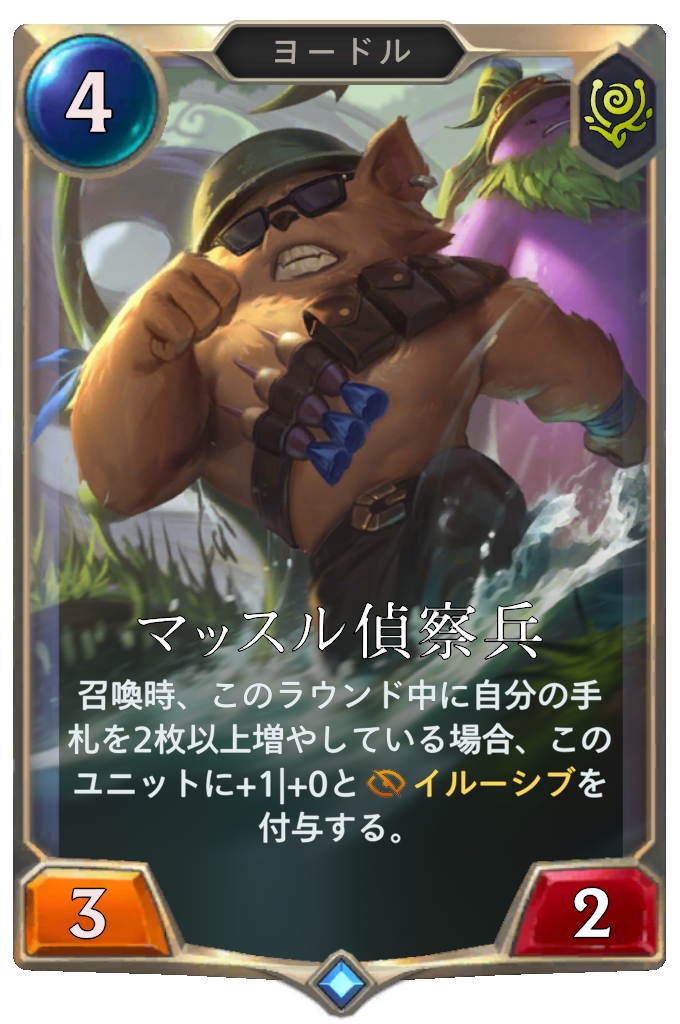 ヨードル
4
マッスル偵察兵
召喚時、このラウンド中に自分の手
札を2枚以上増やしている場合、この
ユニットに+1|+0と イルーシブを
付与する。
3
2